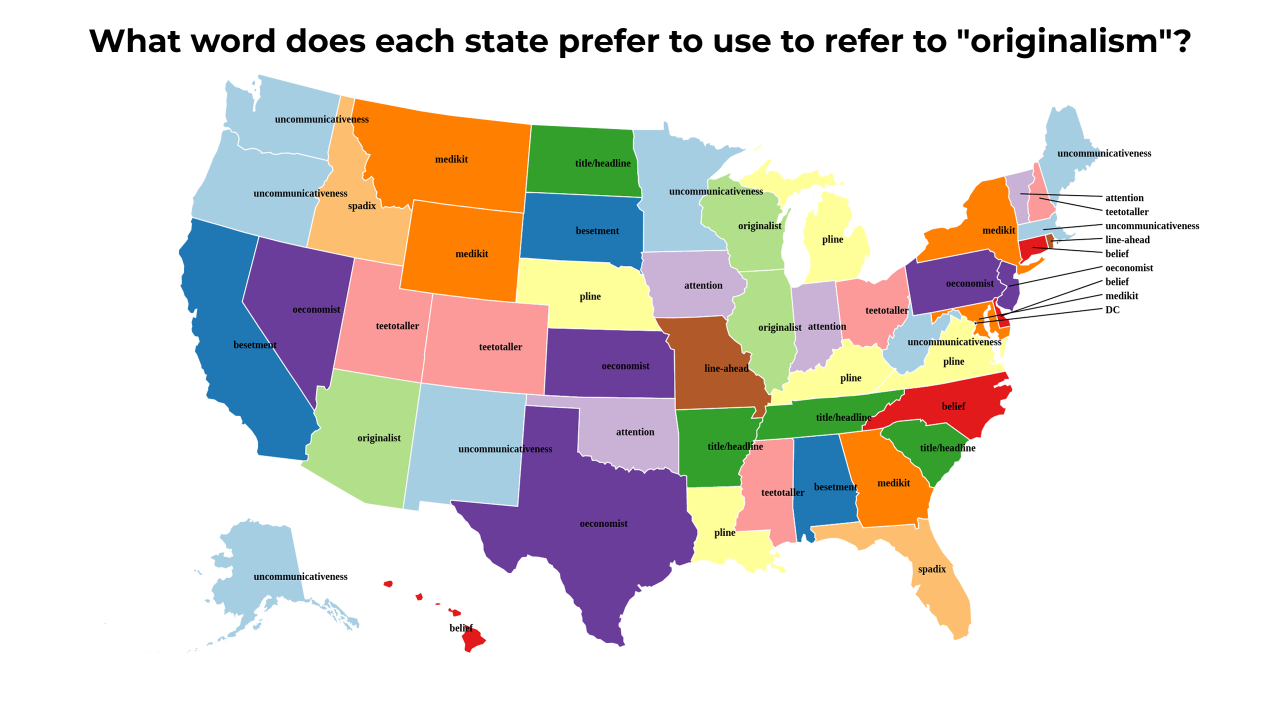 What word does each state prefer to use to refer to "originalism"?
uncommunicativeness
medikit
title/headline
uncommunicativeness
uncommunicativeness
uncommunicativeness
spadix
uncommunicativeness
attention
teetotaller
uncommunicativeness
line-ahead
belief
oeconomist
belief
medikit
DC
besetment
originalist
medikit
pline
medikit
oeconomist
attention
pline
oeconomist
teetotaller
teetotaller
originalist
attention
teetotaller
uncommunicativeness
besetment
teetotaller
pline
oeconomist
line-ahead
pline
belief
title/headline
originalist
attention
title/headline
title/headline
uncommunicativeness
medikit
besetment
teetotaller
oeconomist
pline
spadix
uncommunicativeness
belief